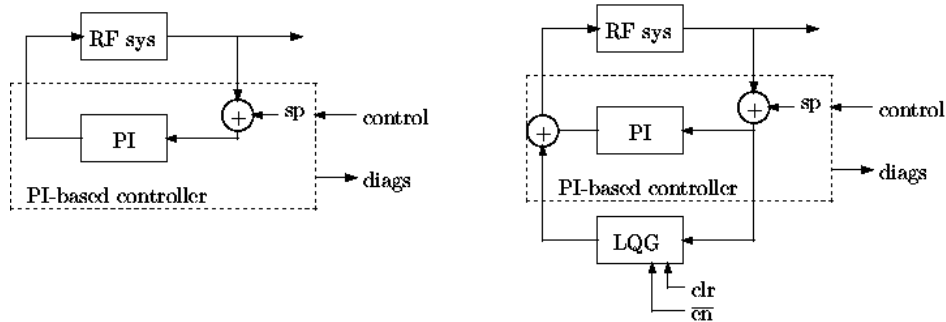 RF sys
+
sp
control
PI
diags
PI-based controller
RF sys
+
sp
control
+
PI
diags
PI-based controller
LQG
clr
c̅n̅